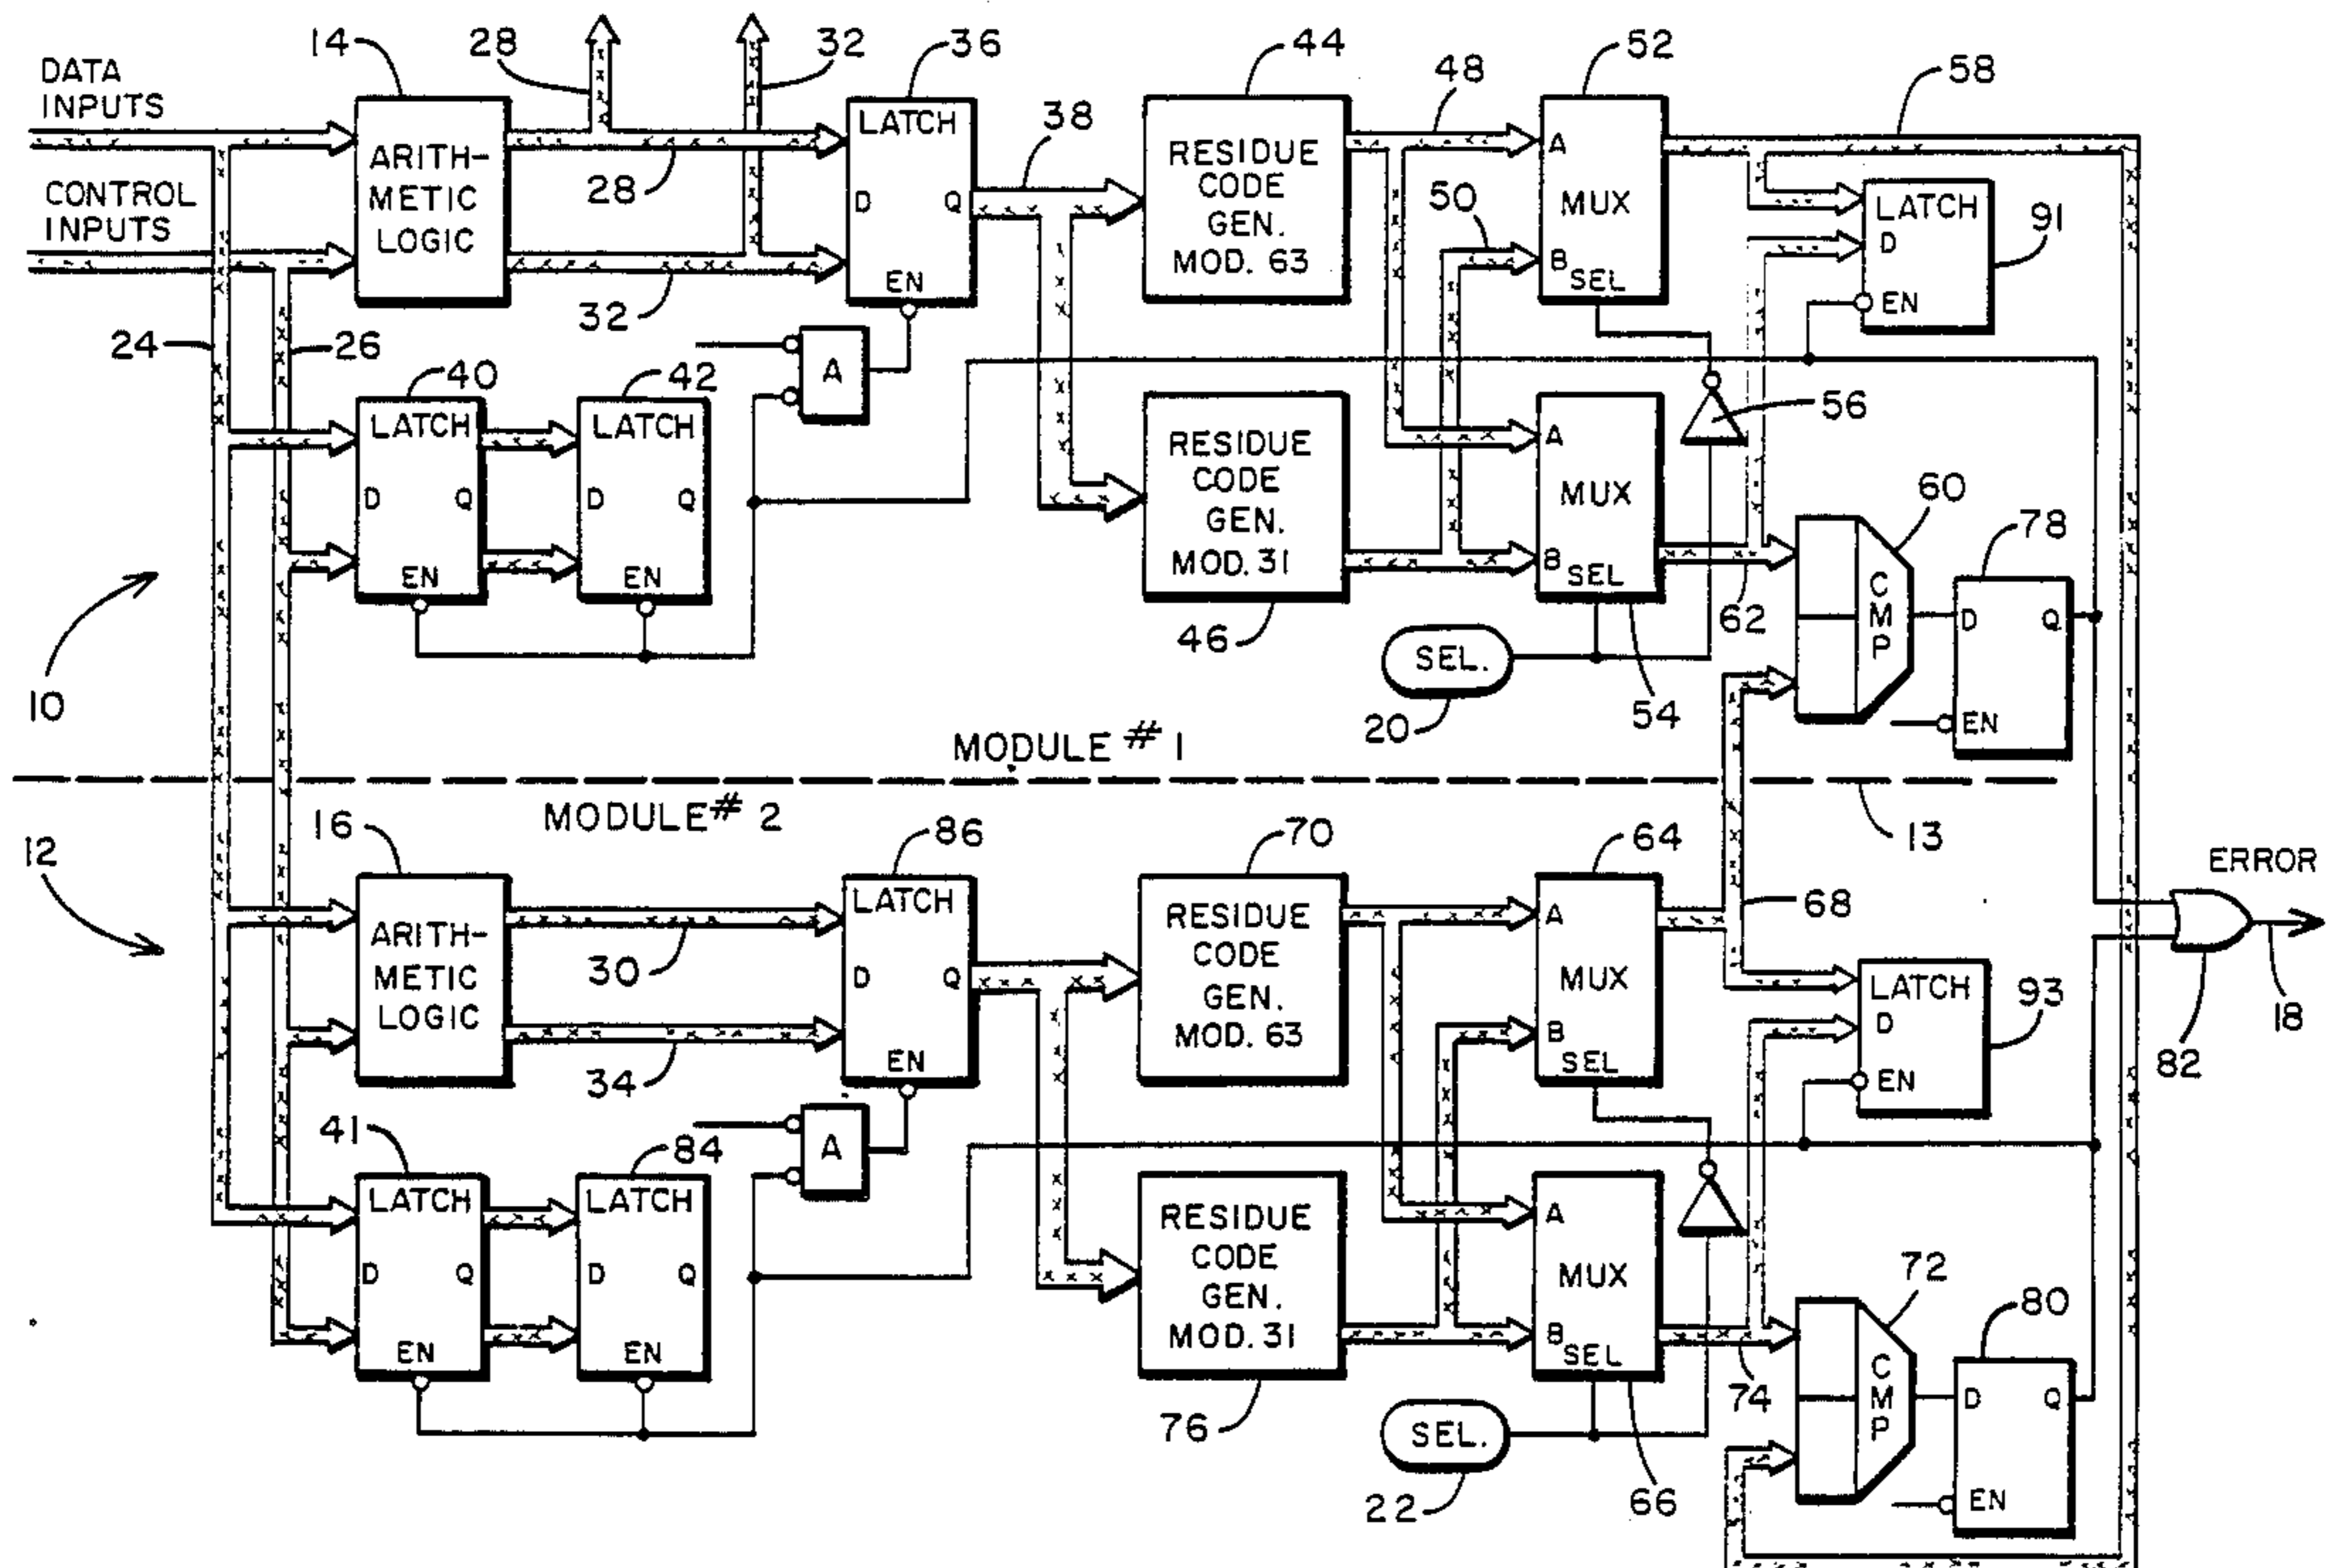 14
28
32
36
44
52
58
48
DATA
INPUTS
CONTROL
INPUTS
ARITH-
METIC
LOGIC
28
32
LATCH
D
Q
EN
38
RESIDUE
CODE
GEN.
MOD. 63
50
A
MUX
B
SEL
LATCH
D
EN
91
24
26
40
42
LATCH
D
Q
EN
LATCH
D
Q
EN
A
RESIDUE
CODE
GEN.
MOD. 31
46
A
MUX
B
SEL
56
60
78
62
C
M
P
D
Q
EN
SEL.
20
54
10
MODULE # 1
MODULE # 2
13
12
16
86
70
64
68
ERROR
ARITH-
METIC
LOGIC
30
34
LATCH
D
Q
EN
RESIDUE
CODE
GEN.
MOD. 63
A
MUX
B
SEL
LATCH
D
EN
93
82
18
41
84
LATCH
D
Q
EN
LATCH
D
Q
EN
A
RESIDUE
CODE
GEN.
MOD. 31
76
A
MUX
B
SEL
72
80
74
C
M
P
D
Q
EN
SEL.
22
66